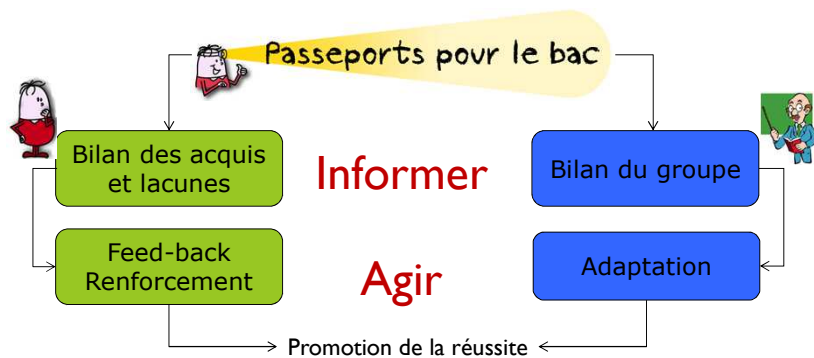 Passeports pour le bac
Bilan des acquis
et lacunes
Informer
Bilan du groupe
Feed-back
Renforcement
Agir
Adaptation
Promotion de la réussite